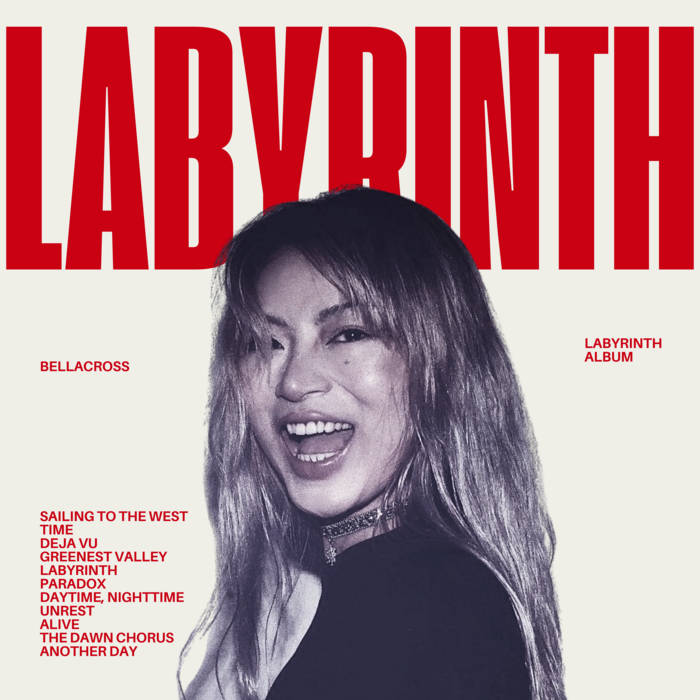 LABYRINTH
LABYRINTH
ALBUM
BELLACROSS
SAILING TO THE WEST
TIME
DEJA VU
GREENEST VALLEY
LABYRINTH
PARADOX
DAYTIME, NIGHTTIME
UNREST
ALIVE
THE DAWN CHORUS
ANOTHER DAY